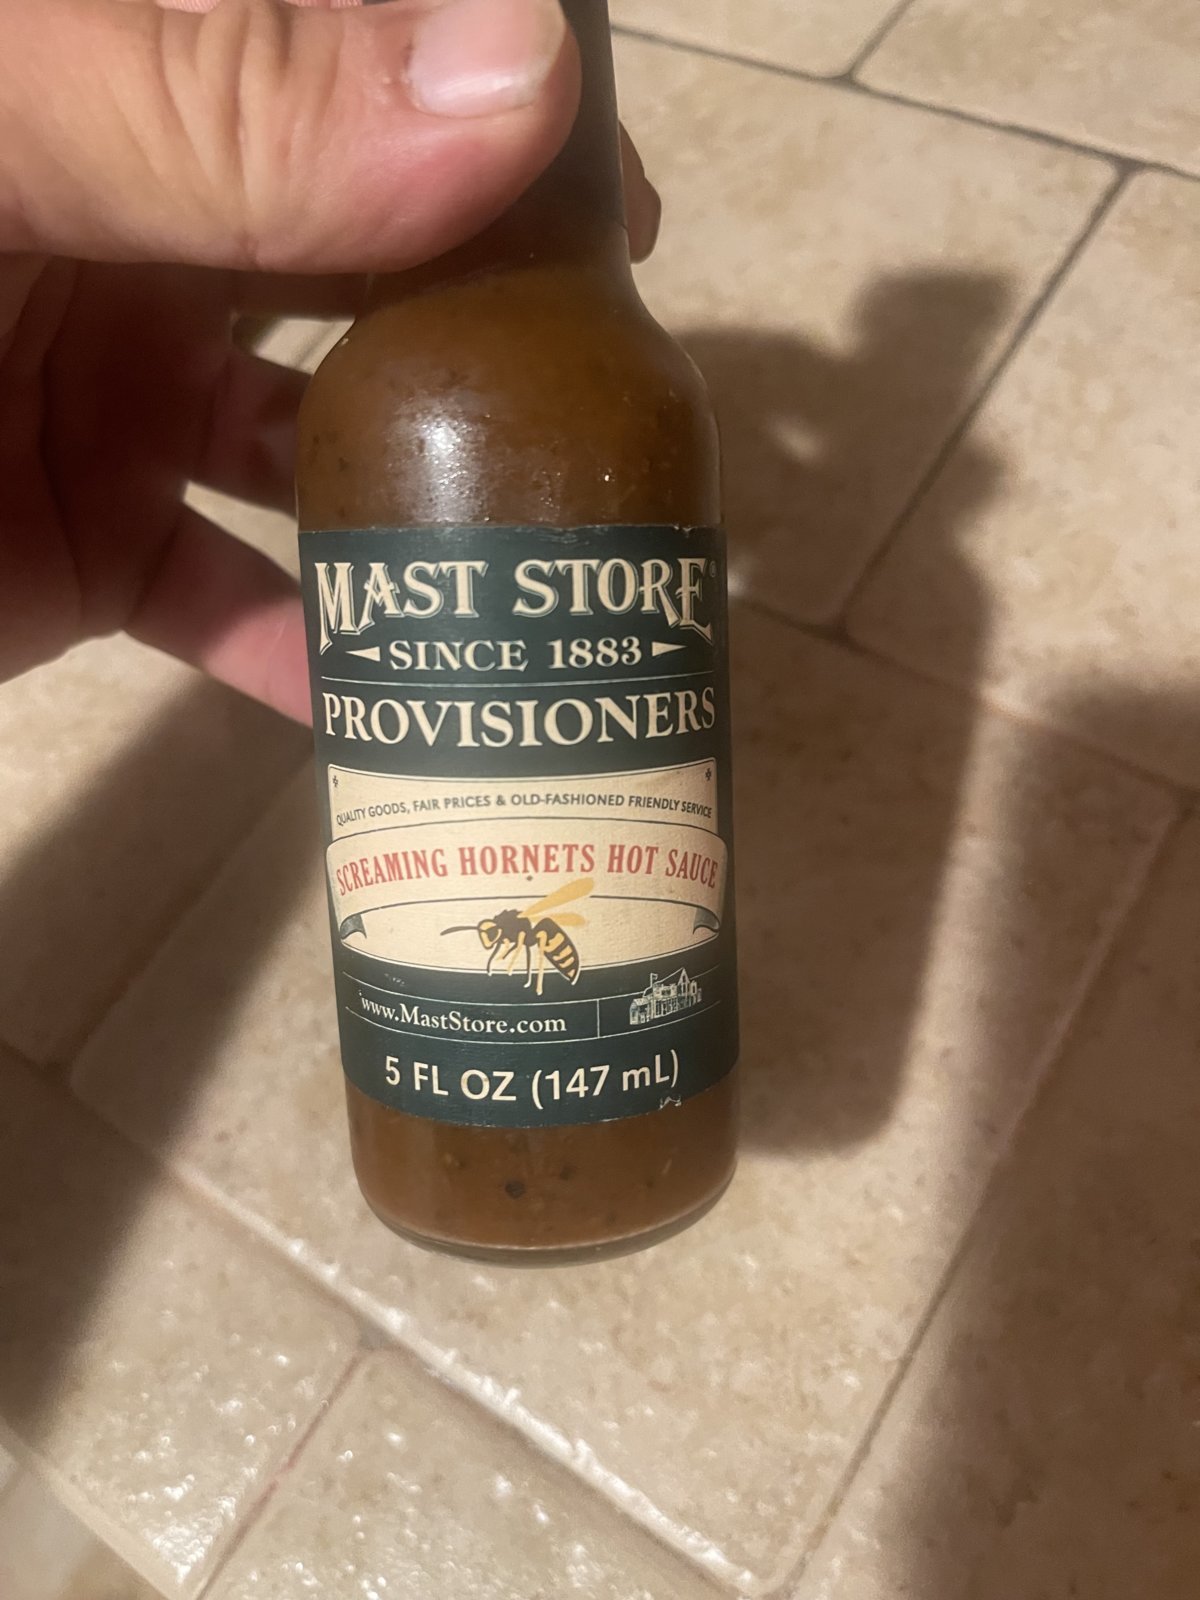 MAST STORE®
SINCE 1883
PROVISIONERS
QUALITY GOODS, FAIR PRICES & OLD-FASHIONED FRIENDLY SERVICE
SCREAMING HORNETS HOT SAUCE
www.MastStore.com
5 FL OZ (147 mL)